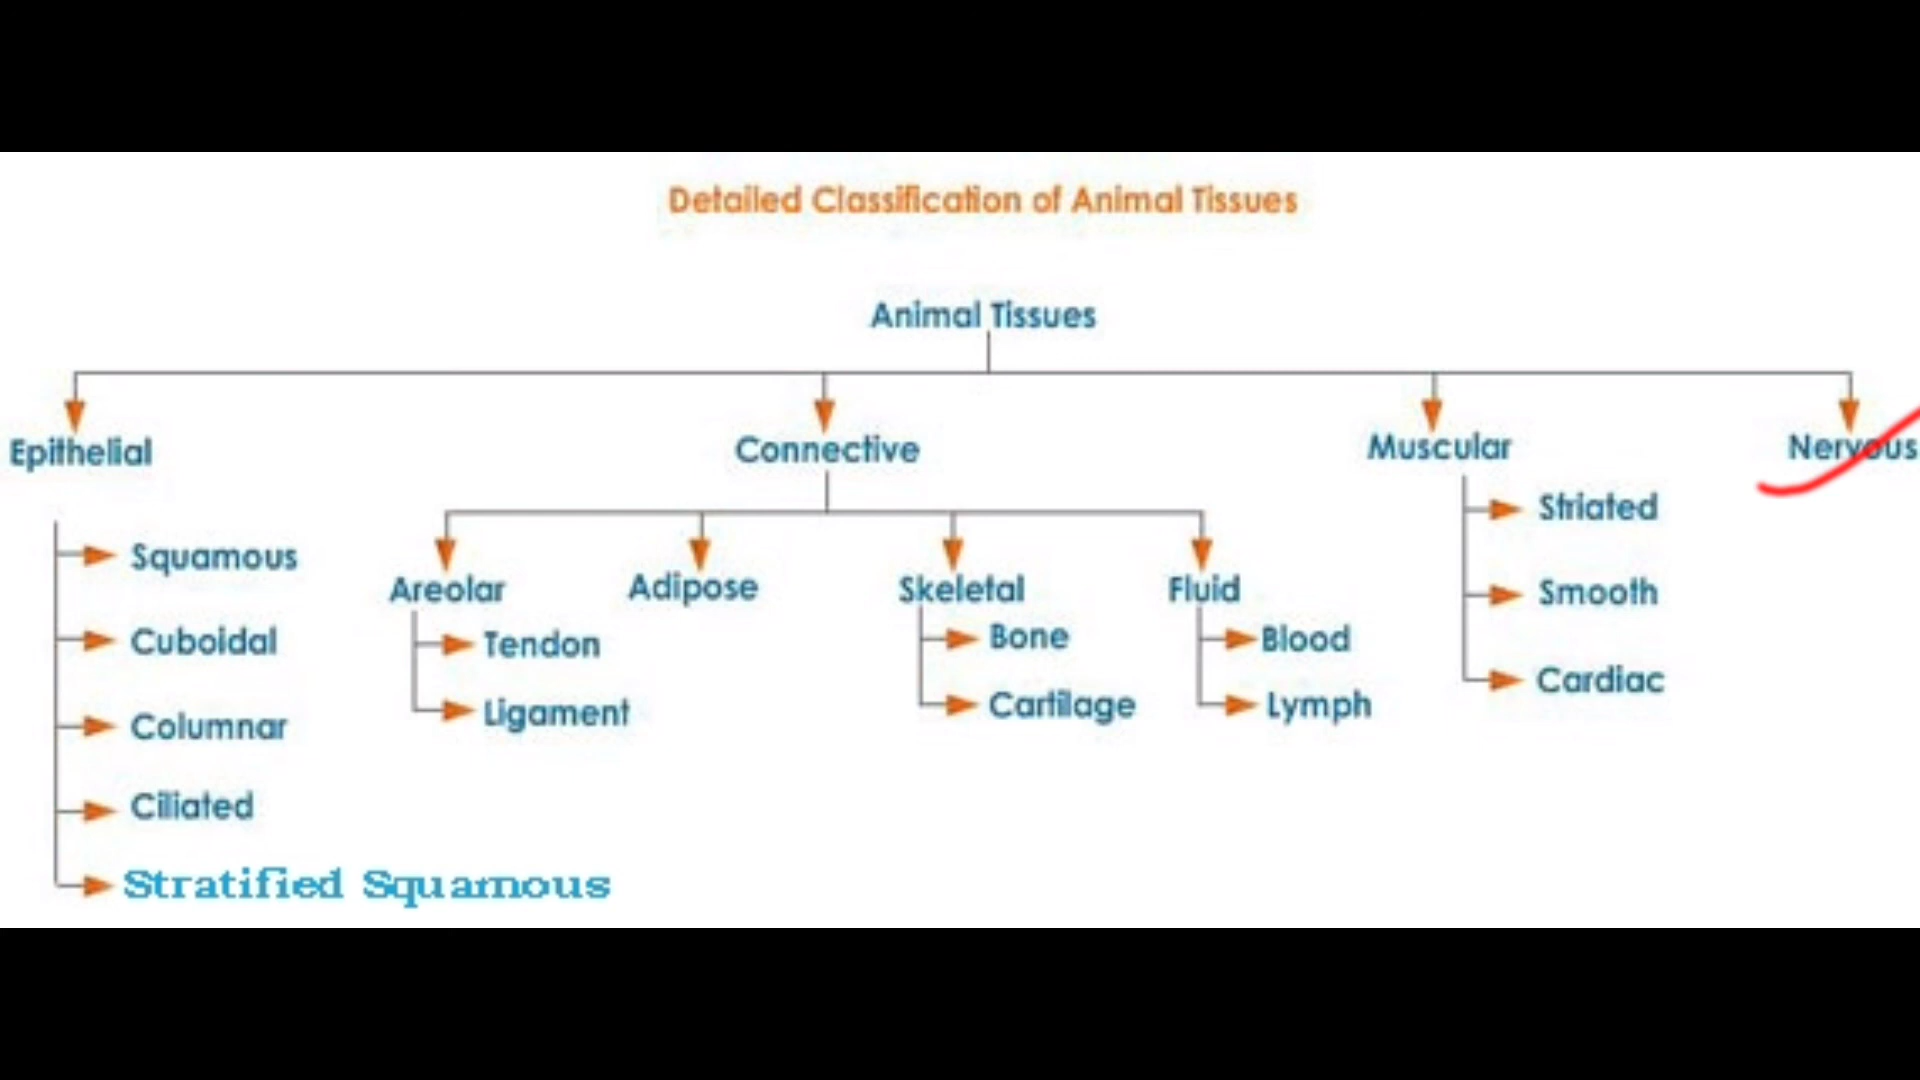 Detailed Classification of Animal Tissues
Animal Tissues
Epithelial
Connective
Muscular
Nervous
Squamous
Cuboidal
Columnar
Ciliated
Stratified Squamous
Areolar
Tendon
Ligament
Adipose
Skeletal
Bone
Cartilage
Fluid
Blood
Lymph
Striated
Smooth
Cardiac